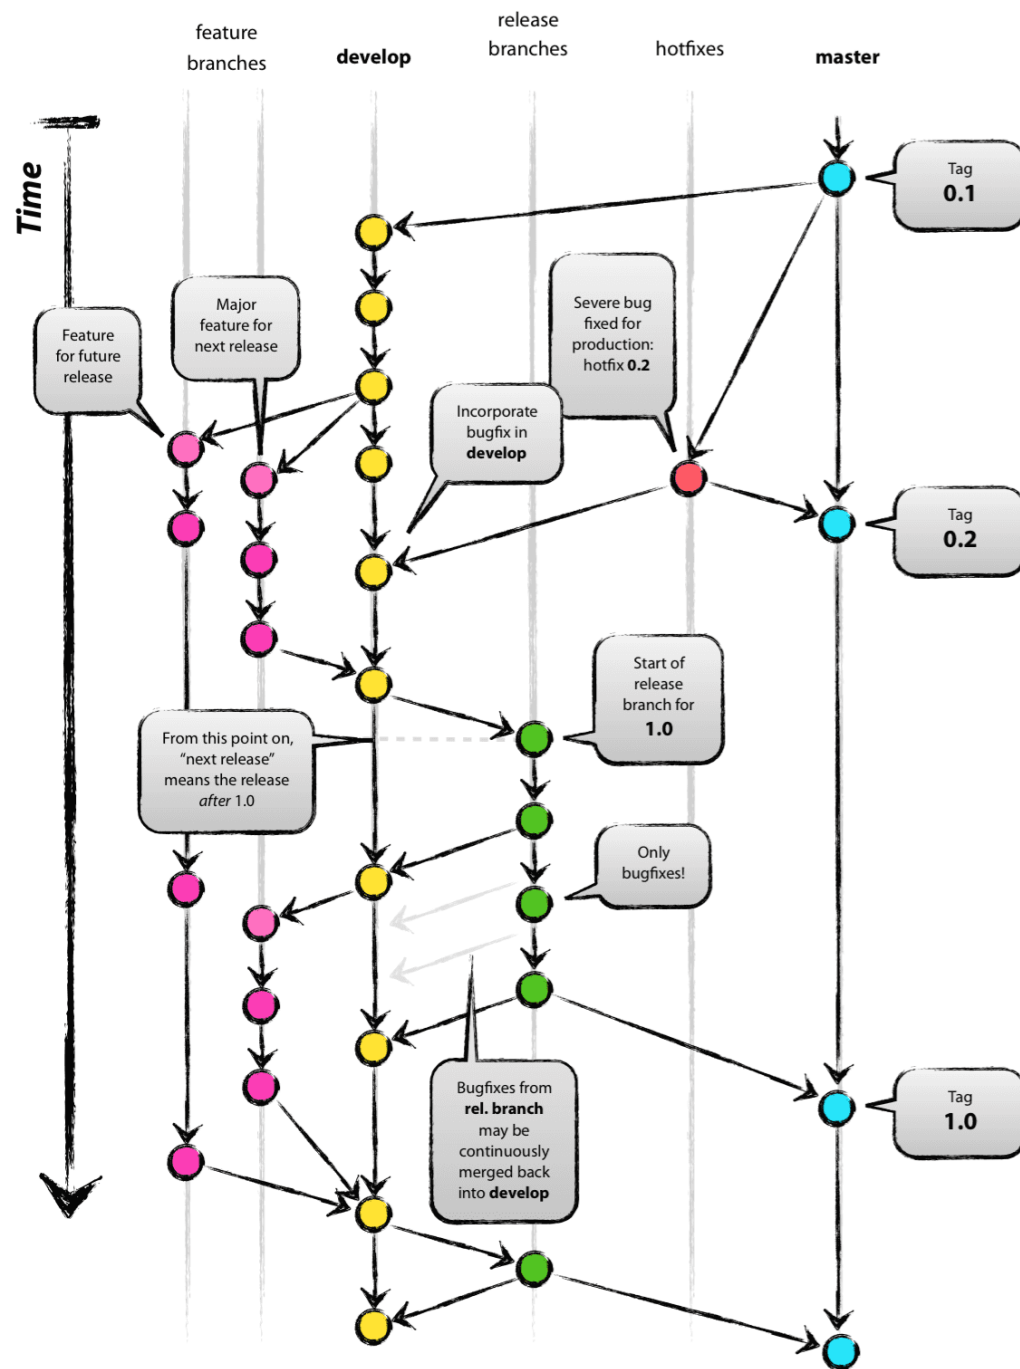 feature
branches
develop
release
branches
hotfixes
master
Time
Tag
0.1
Severe bug
fixed for
production:
hotfix 0.2
Major
feature for
next release
Feature
for future
release
Incorporate
bugfix in
develop
Tag
0.2
Start of
release
branch for
1.0
From this point on,
“next release”
means the release
after 1.0
Only
bugfixes!
Bugfixes from
rel. branch
may be
continuously
merged back
into develop
Tag
1.0